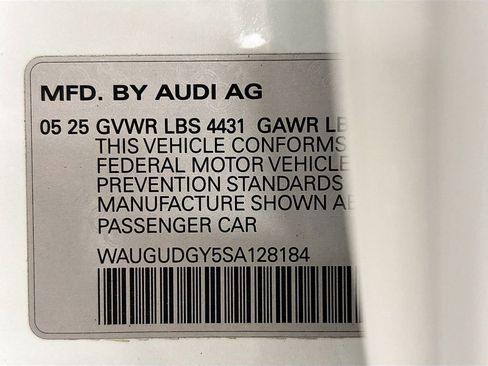 MFD. BY AUDI AG
05 25 GVWR LBS 4431 GAWR
THIS VEHICLE CONFORMS
FEDERAL MOTOR VEHICLE
PREVENTION STANDARDS
MANUFACTURE SHOWN
PASSENGER CAR
WAUGUDGY5SA128184